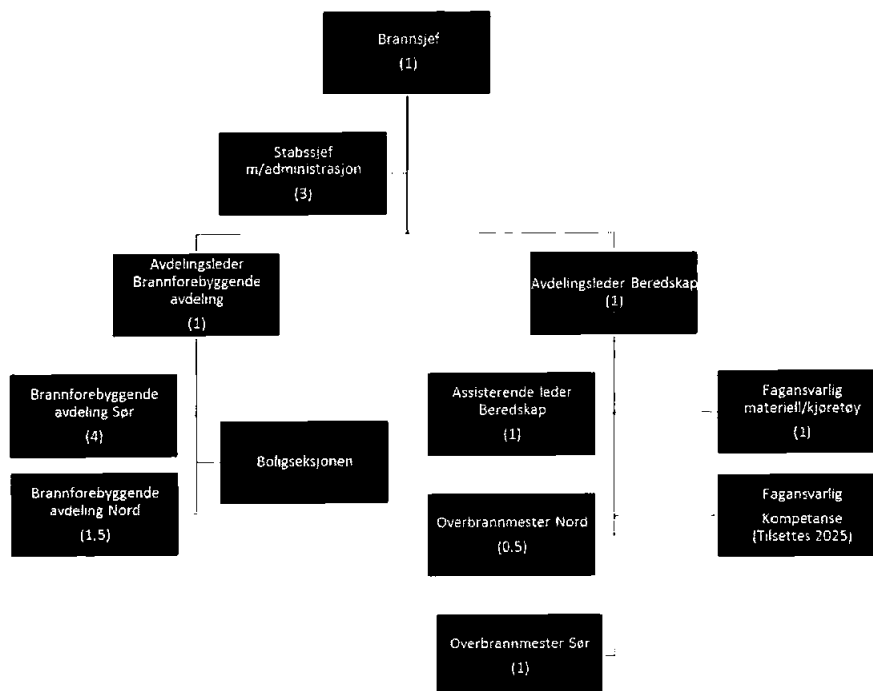 Brannsjef
(1)
Stabssjef
m/administrasjon
(3)
Avdelingsleder
Brannforebyggende
avdeling
(1)
Avdelingsleder Beredskap
(1)
Brannforebyggende
avdeling Sør
(4)
Boligseksjonen
Brannforebyggende
avdeling Nord
(1.5)
Assisterende leder
Beredskap
(1)
Fagansvarlig
materiell/kjøretøy
(1)
Overbrannmester Nord
(0.5)
Fagansvarlig
Kompetanse
(Tilsettes 2025)
Overbrannmester Sør
(1)